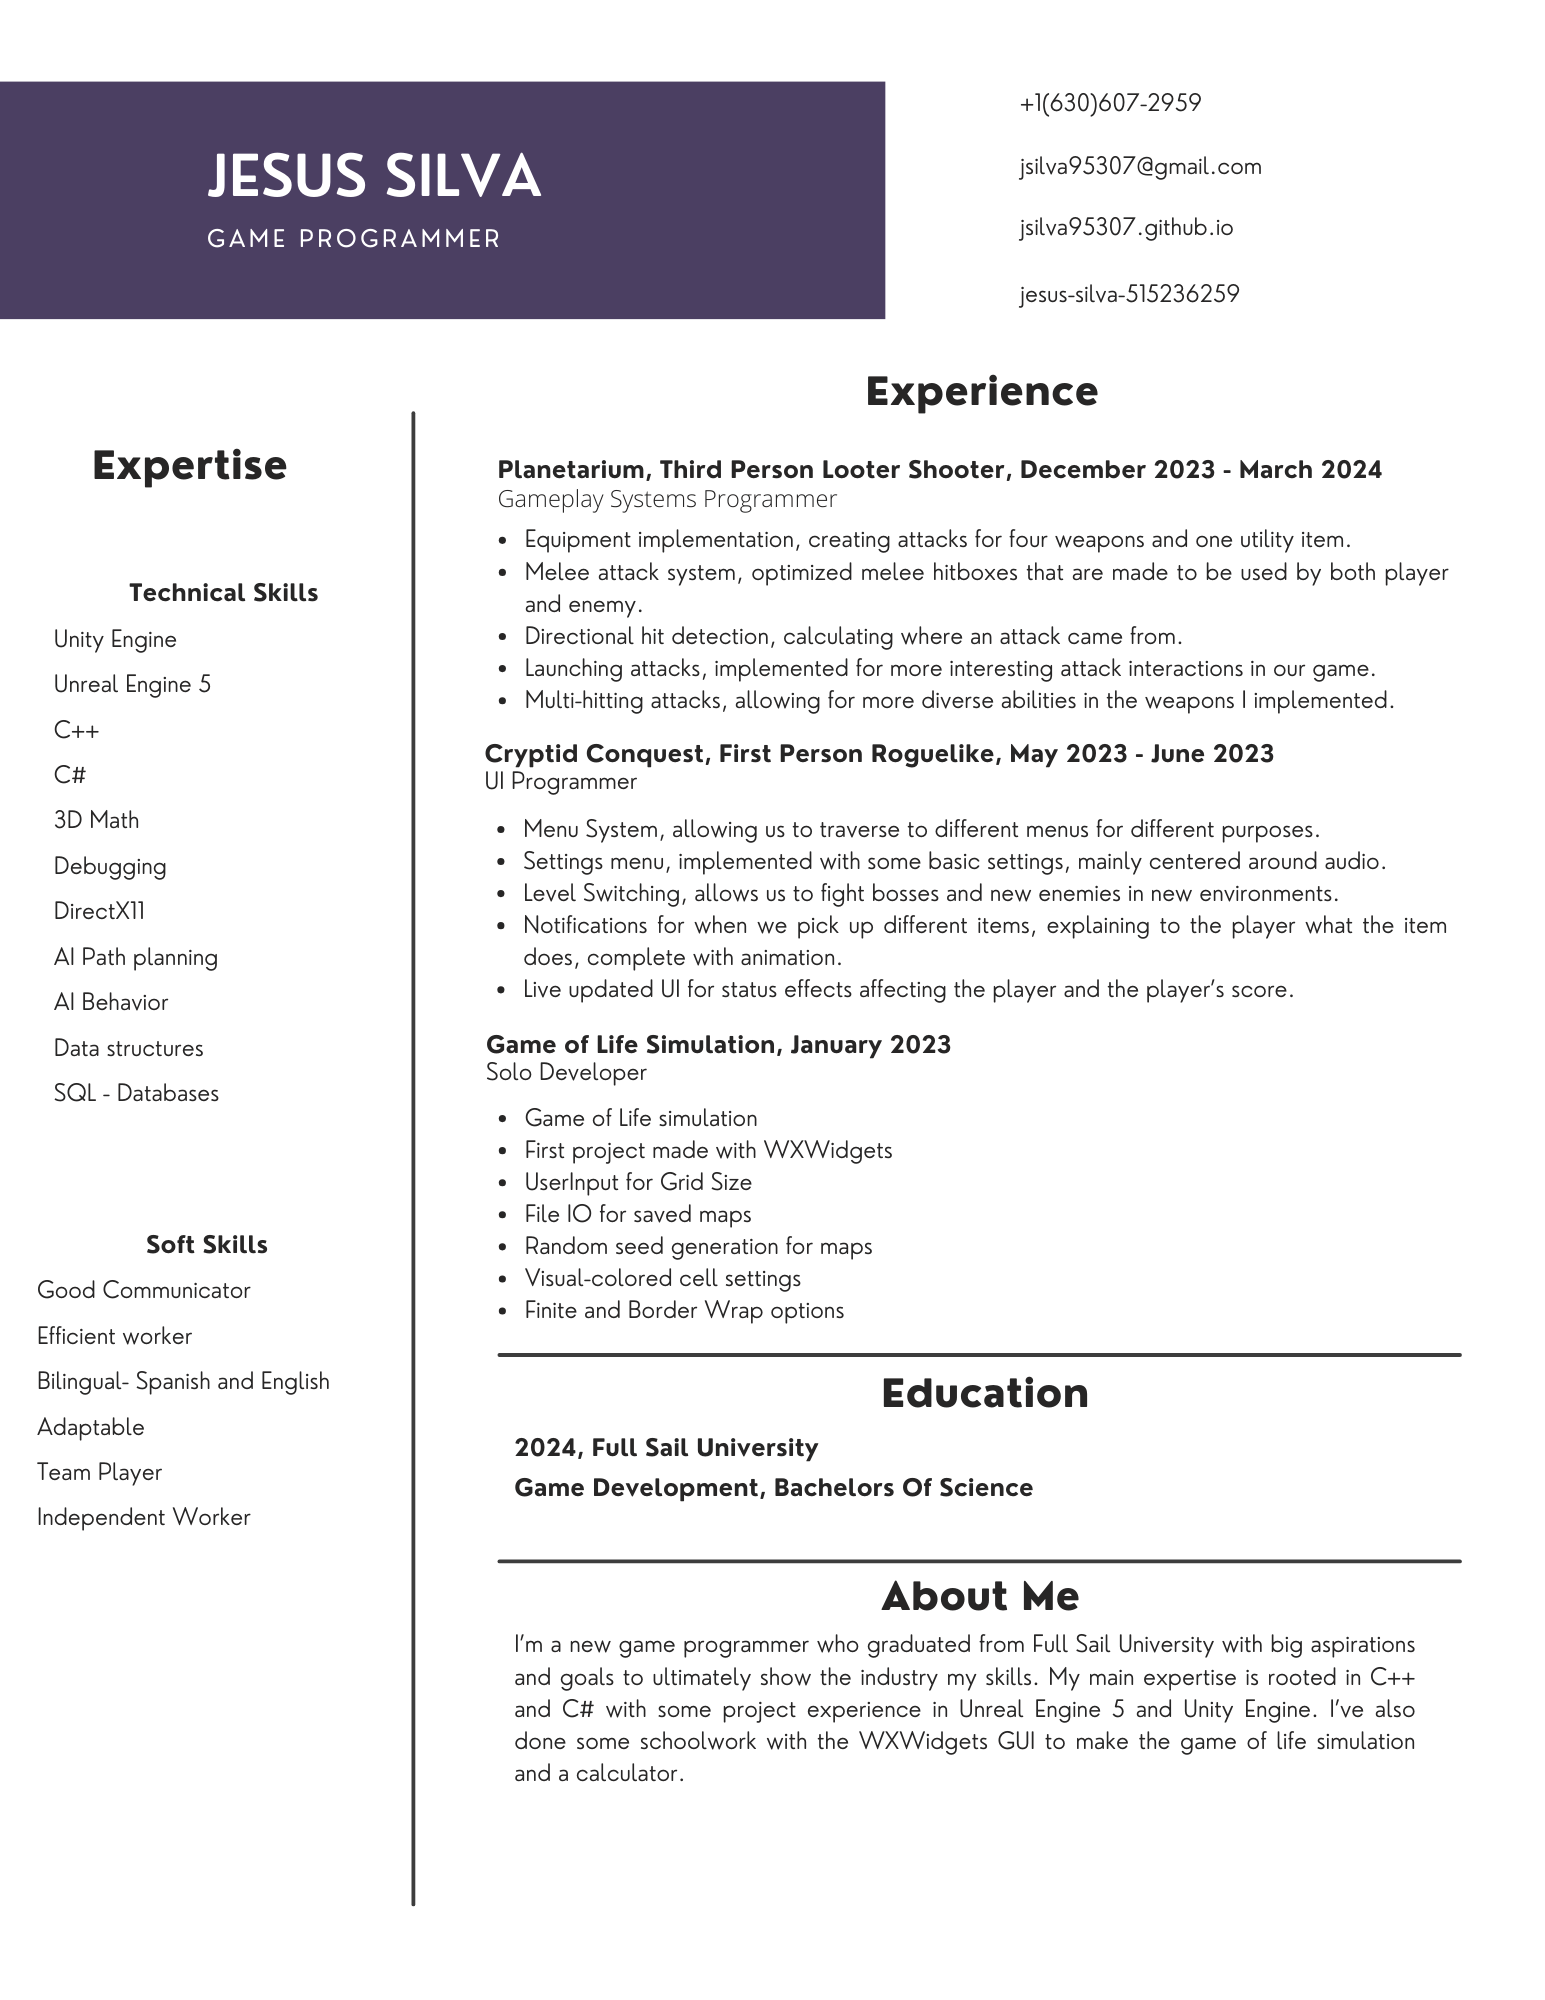 JESUS SILVA
GAME PROGRAMMER
+1(630)607-2959
jsilva95307@gmail.com
jsilva95307.github.io
jesus-silva-515236259
Expertise
Technical Skills
Unity Engine
Unreal Engine 5
C++
C#
3D Math
Debugging
DirectX11
AI Path planning
AI Behavior
Data structures
SQL - Databases
Soft Skills
Good Communicator
Efficient worker
Bilingual- Spanish and English
Adaptable
Team Player
Independent Worker
Experience
Planetarium, Third Person Looter Shooter, December 2023 - March 2024
Gameplay Systems Programmer
• Equipment implementation, creating attacks for four weapons and one utility item.
• Melee attack system, optimized melee hitboxes that are made to be used by both player
and enemy.
• Directional hit detection, calculating where an attack came from.
• Launching attacks, implemented for more interesting attack interactions in our game.
• Multi-hitting attacks, allowing for more diverse abilities in the weapons I implemented.
Cryptid Conquest, First Person Roguelike, May 2023 - June 2023
UI Programmer
• Menu System, allowing us to traverse to different menus for different purposes.
• Settings menu, implemented with some basic settings, mainly centered around audio.
• Level Switching, allows us to fight bosses and new enemies in new environments.
• Notifications for when we pick up different items, explaining to the player what the item
does, complete with animation.
• Live updated UI for status effects affecting the player and the player's score.
Game of Life Simulation, January 2023
Solo Developer
• Game of Life simulation
• First project made with WXWidgets
• UserInput for Grid Size
• File IO for saved maps
• Random seed generation for maps
• Visual-colored cell settings
• Finite and Border Wrap options
Education
2024, Full Sail University
Game Development, Bachelors Of Science
About Me
I'm a new game programmer who graduated from Full Sail University with big aspirations
and goals to ultimately show the industry my skills. My main expertise is rooted in C++
and C# with some project experience in Unreal Engine 5 and Unity Engine. I've also
done some schoolwork with the WXWidgets GUI to make the game of life simulation
and a calculator.